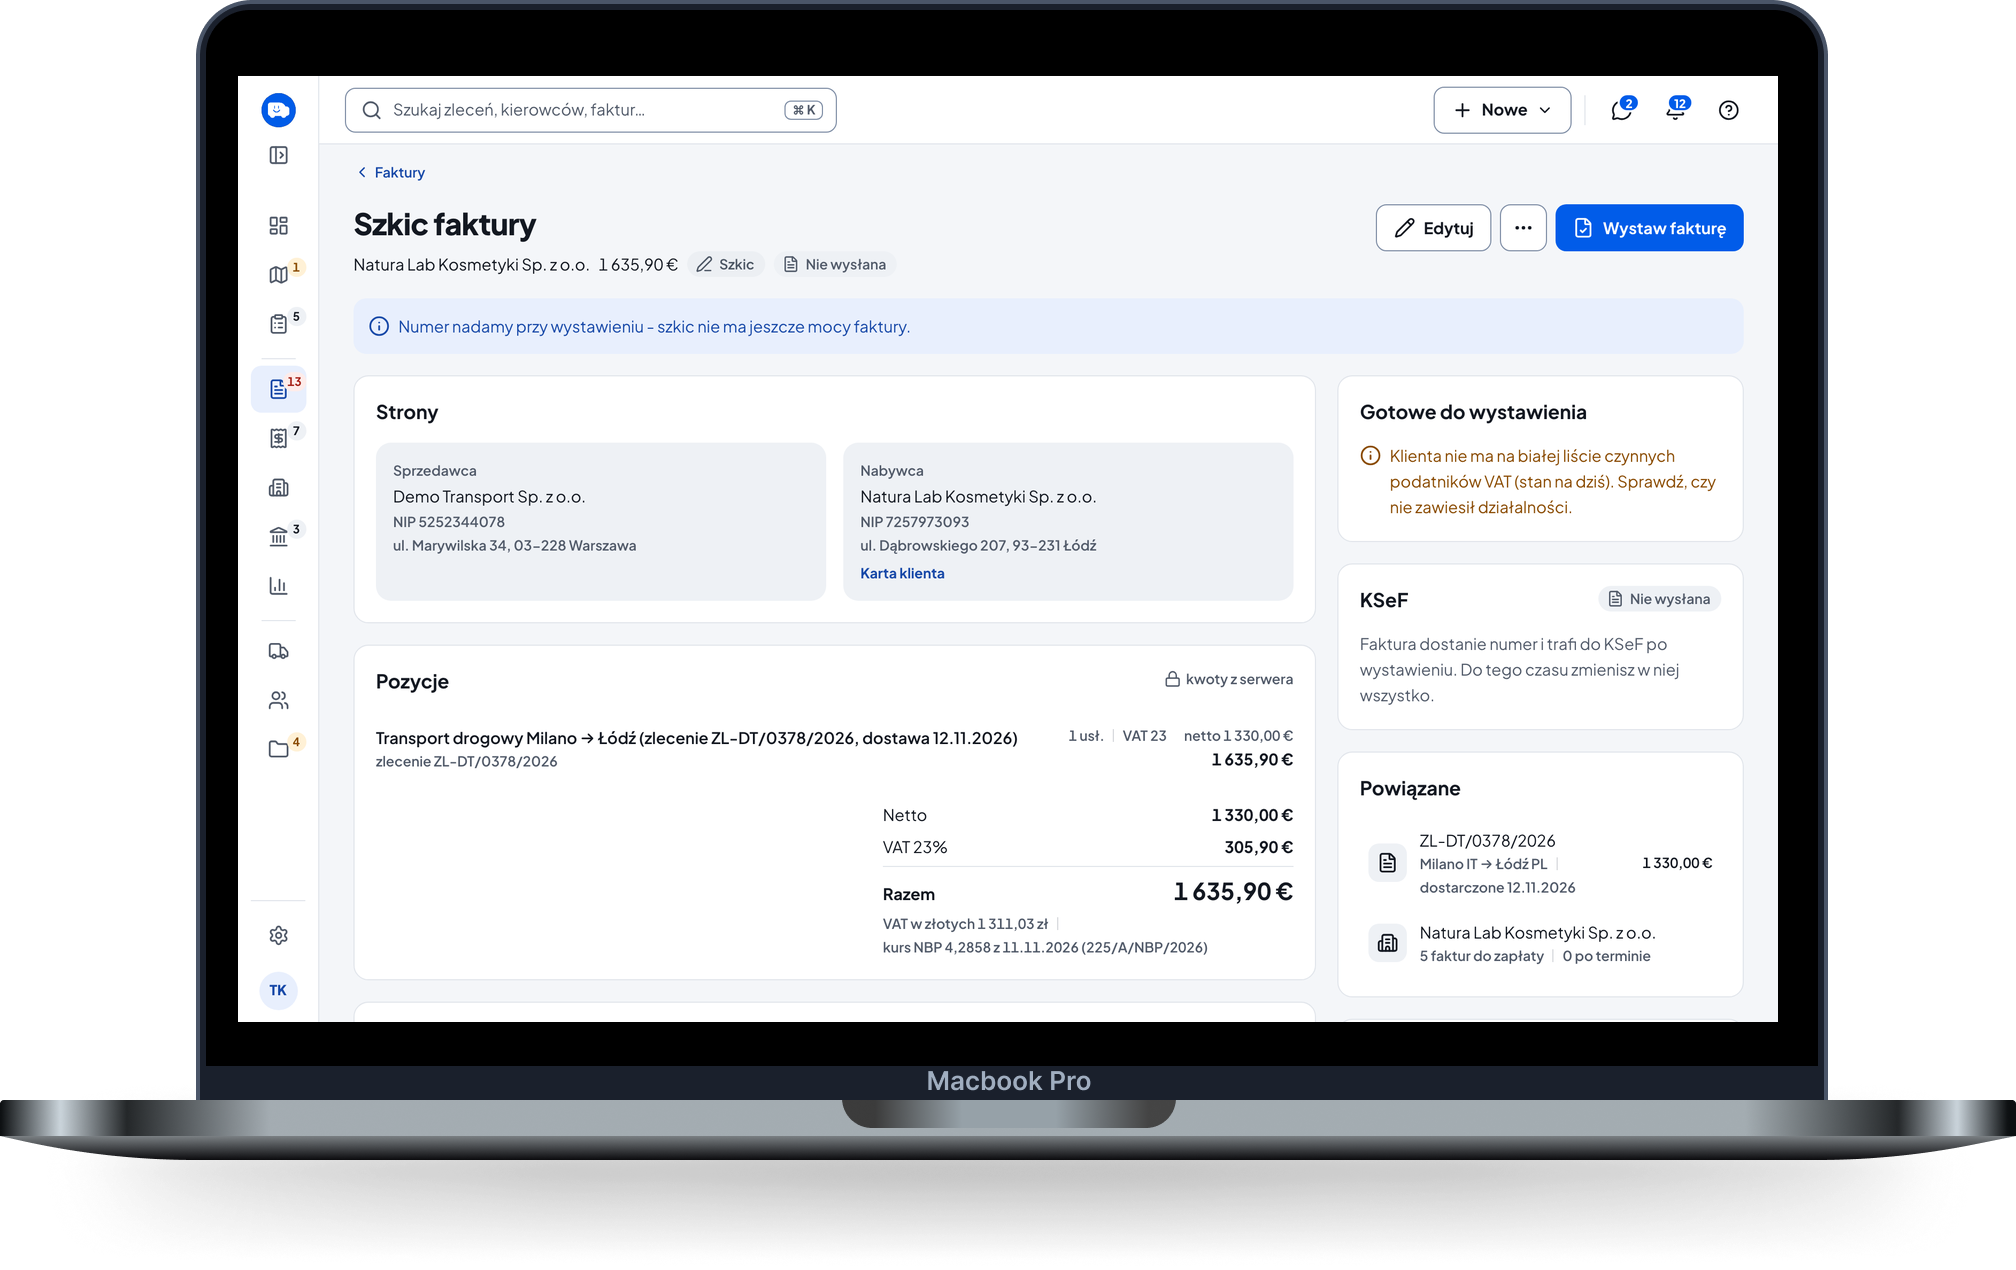 Szukaj zleceń, kierowców, faktur...
⌘ K
Nowe
2
12
Faktury
Szkic faktury
Edytuj
Wystaw fakturę
Natura Lab Kosmetyki Sp. z o.o. 1 635,90 € Szkic Nie wysłana
1
5
13
7
3
4
TK
Numer nadamy przy wystawieniu - szkic nie ma jeszcze mocy faktury.
Strony
Sprzedawca
Demo Transport Sp. z o.o.
NIP 5252344078
ul. Marywilska 34, 03-228 Warszawa
Nabywca
Natura Lab Kosmetyki Sp. z o.o.
NIP 7257973093
ul. Dąbrowskiego 207, 93-231 Łódź
Karta klienta
Pozycje
kwoty z serwera
Transport drogowy Milano → Łódź (zlecenie ZL-DT/0378/2026, dostawa 12.11.2026)
zlecenie ZL-DT/0378/2026
1 usł. VAT 23 netto 1 330,00 €
1 635,90 €
Netto 1 330,00 €
VAT 23% 305,90 €
Razem 1 635,90 €
VAT w złotych 1 311,03 zł
kurs NBP 4,2858 z 11.11.2026 (225/A/NBP/2026)
Gotowe do wystawienia
Klienta nie ma na białej liście czynnych
podatników VAT (stan na dziś). Sprawdź, czy
nie zawiesił działalności.
KSeF
Nie wysłana
Faktura dostanie numer i trafi do KSeF po
wystawieniu. Do tego czasu zmienisz w niej
wszystko.
Powiązane
ZL-DT/0378/2026
Milano IT → Łódź PL
dostarczone 12.11.2026
1 330,00 €
Natura Lab Kosmetyki Sp. z o.o.
5 faktur do zapłaty 0 po terminie
Macbook Pro